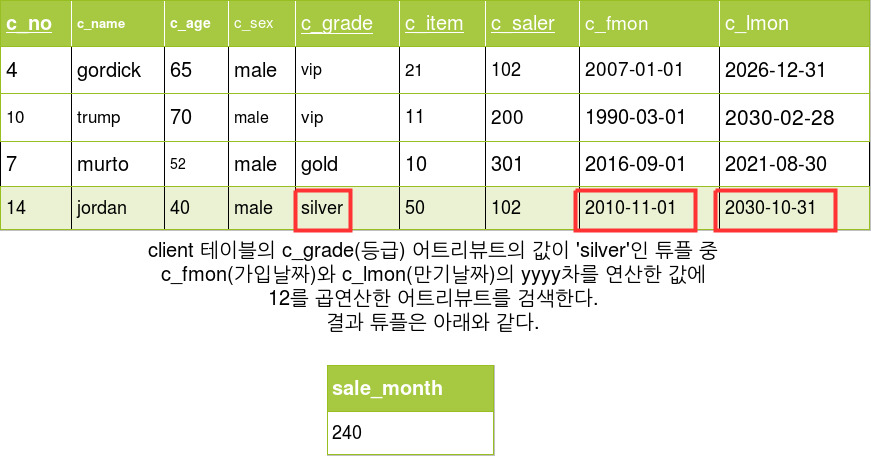 c_no c_name c_age c_sex c_grade c_item c_saler c_fmon c_lmon
4 gordick 65 male vip 21 102 2007-01-01 2026-12-31
10 trump 70 male vip 11 200 1990-03-01 2030-02-28
7 murto 52 male gold 10 301 2016-09-01 2021-08-30
14 jordan 40 male silver 50 102 2010-11-01 2030-10-31
client 테이블의 c_grade(등급) 어트리뷰트의 값이 'silver'인 튜플 중
c_fmon(가입날짜)와 c_lmon(만기날짜)의 yyyy차를 연산한 값에
12를 곱연산한 어트리뷰트를 검색한다.
결과 튜플은 아래와 같다.
sale_month
240